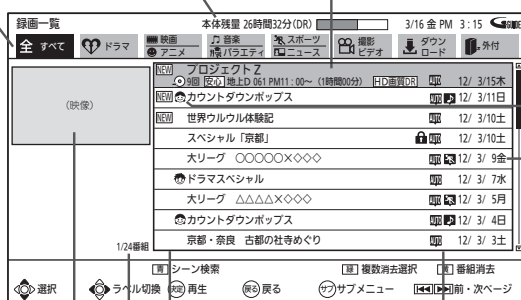 録画一覧 本体残量 26時間32分(DR) 3/16 金 PM 3:15
全 すべて ドラマ 映画 アニメ 音楽 バラエティ スポーツ ニュース 撮影 ビデオ ダウンロード 外付
NEW プロジェクトZ
9回 安心 地上D 061 PM11:00~ (1時間00分) HD画質DR 12/ 3/15木
NEW カウントダウンポップス 12/ 3/11日
NEW 世界ウルウル体験記 12/ 3/10土
スペシャル「京都」 12/ 3/10土
大リーグ ○○○○○×◇◇◇ 12/ 3/ 9金
ドラマスペシャル 12/ 3/ 7水
大リーグ △△△△×◇◇◇ 12/ 3/ 5月
カウントダウンポップス 12/ 3/ 4日
京都・奈良 古都の社寺めぐり 12/ 3/ 3土
(映像)
1/24番組
青 シーン検索 緑 複数消去選択 黄 番組消去
選択 ラベル切換 決定 再生 戻る 戻る サブ サブメニュー 前・次ページ